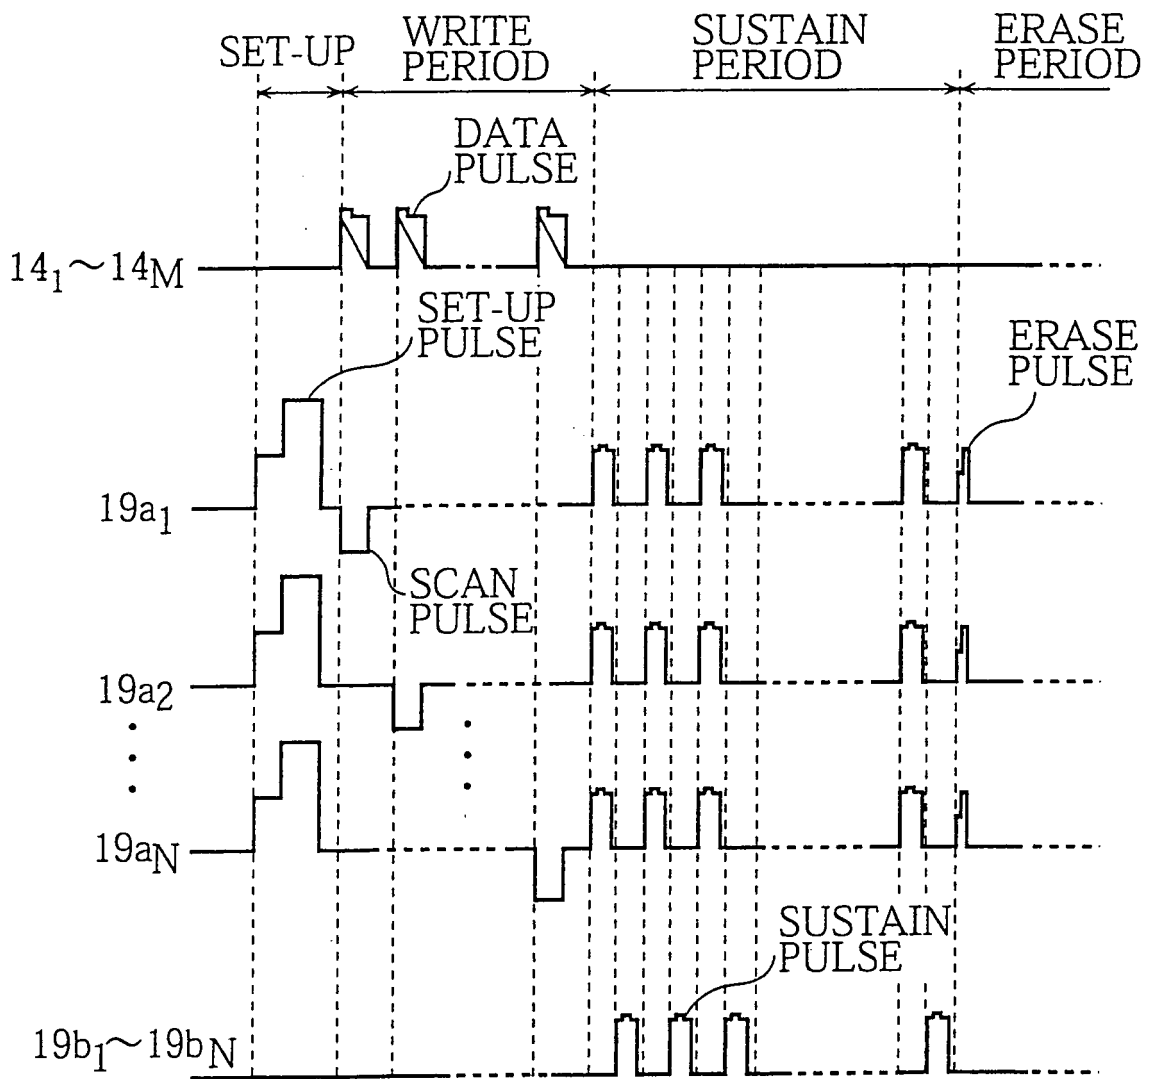 SET-UP
WRITE
PERIOD
SUSTAIN
PERIOD
ERASE
PERIOD
DATA
PULSE
14₁~14M
SET-UP
PULSE
ERASE
PULSE
19a₁
SCAN
PULSE
19a₂
19aN
SUSTAIN
PULSE
19b₁~19bN